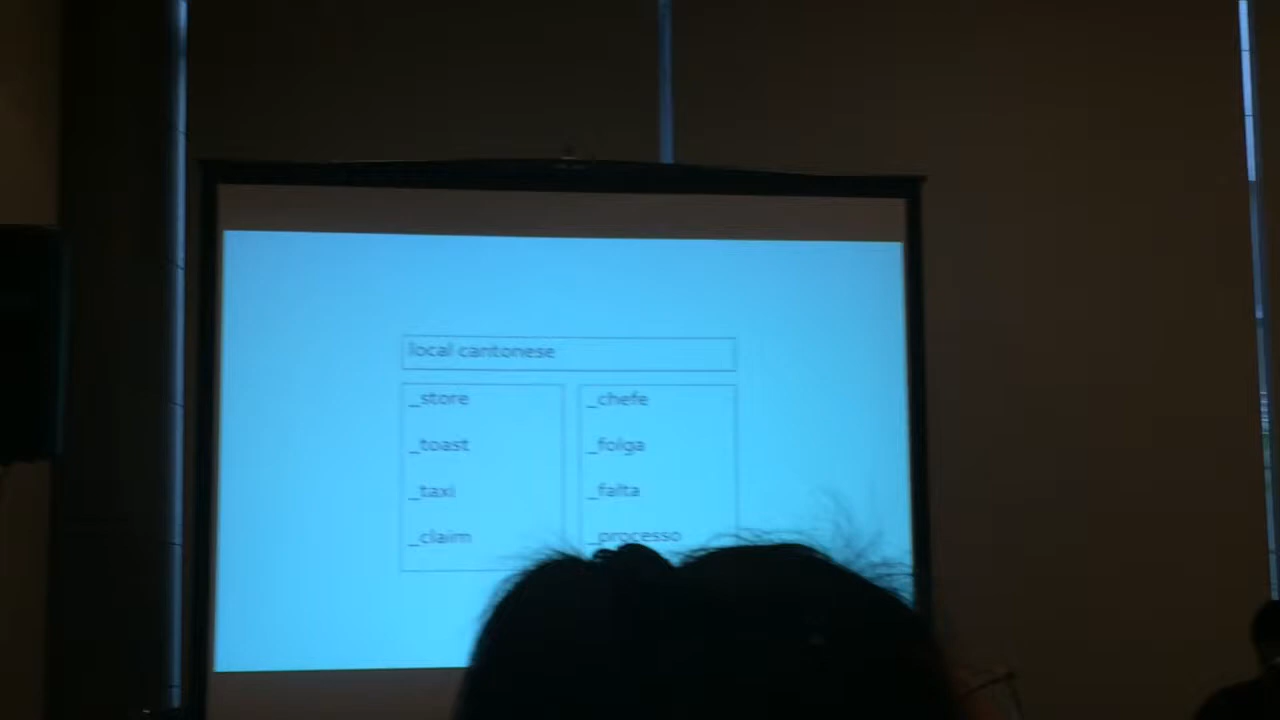 local cantonese
_store
_toast
_taxi
_claim
_chefe
_folga
_falta
_processo